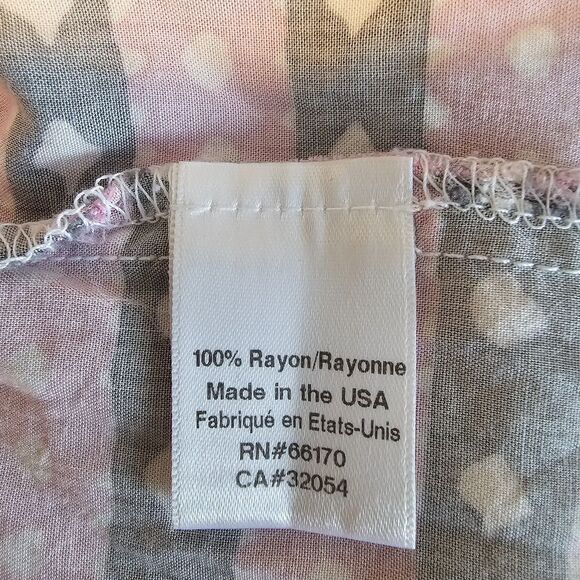 100% Rayon/Rayonne
Made in the USA
Fabriqué en Etats-Unis
RN#66170
CA#32054